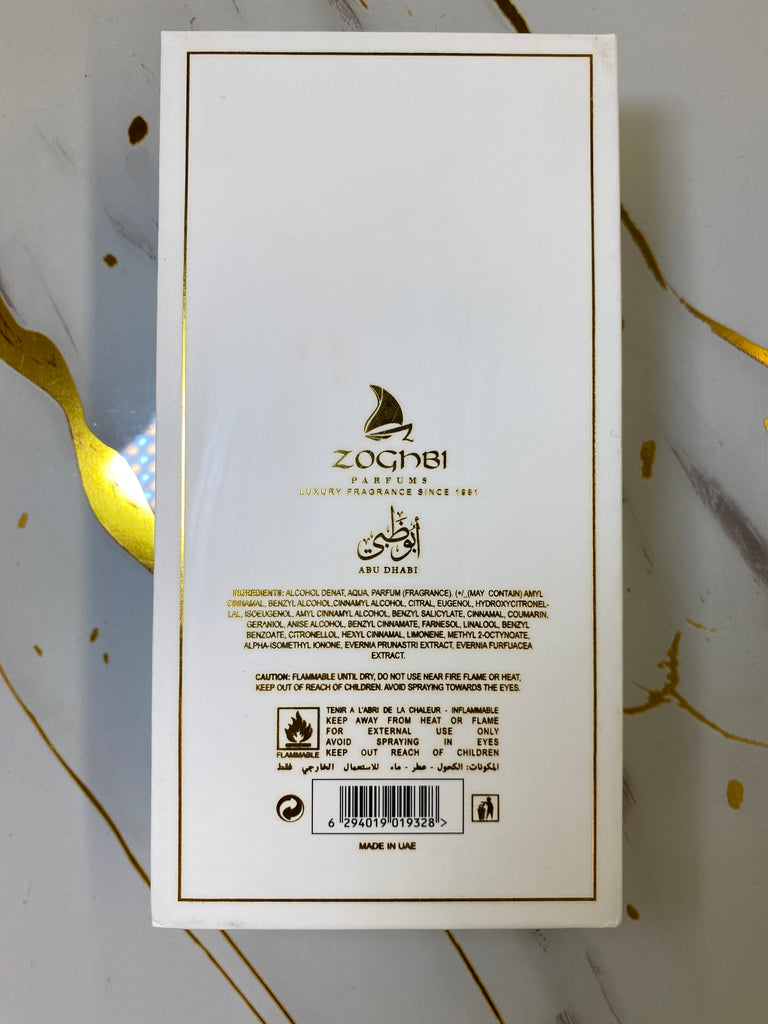 ZOGHBI
PARFUMS
LUXURY FRAGRANCE SINCE 1991
أبوظبي
ABU DHABI
INGREDIENTS: ALCOHOL DENAT, AQUA, PARFUM (FRAGRANCE). (+/_(MAY CONTAIN) AMYL
CINNAMAL, BENZYL ALCOHOL,CINNAMYL ALCOHOL, CITRAL, EUGENOL, HYDROXYCITRONEL-
LAL, ISOEUGENOL, AMYL CINNAMYL ALCOHOL, BENZYL SALICYLATE, CINNAMAL, COUMARIN,
GERANIOL, ANISE ALCOHOL, BENZYL CINNAMATE, FARNESOL, LINALOOL, BENZYL
BENZOATE, CITRONELLOL, HEXYL CINNAMAL, LIMONENE, METHYL 2-OCTYNOATE,
ALPHA-ISOMETHYL IONONE, EVERNIA PRUNASTRI EXTRACT, EVERNIA FURFUACEA
EXTRACT.
CAUTION: FLAMMABLE UNTIL DRY, DO NOT USE NEAR FIRE FLAME OR HEAT,
KEEP OUT OF REACH OF CHILDREN. AVOID SPRAYING TOWARDS THE EYES.
TENIR A L'ABRI DE LA CHALEUR - INFLAMMABLE
KEEP AWAY FROM HEAT OR FLAME
FOR EXTERNAL USE ONLY
AVOID SPRAYING IN EYES
KEEP OUT REACH OF CHILDREN
FLAMMABLE
المكونات: الكحول - عطر - ماء للاستعمال الخارجي فقط
6 294019 019328 >
MADE IN UAE